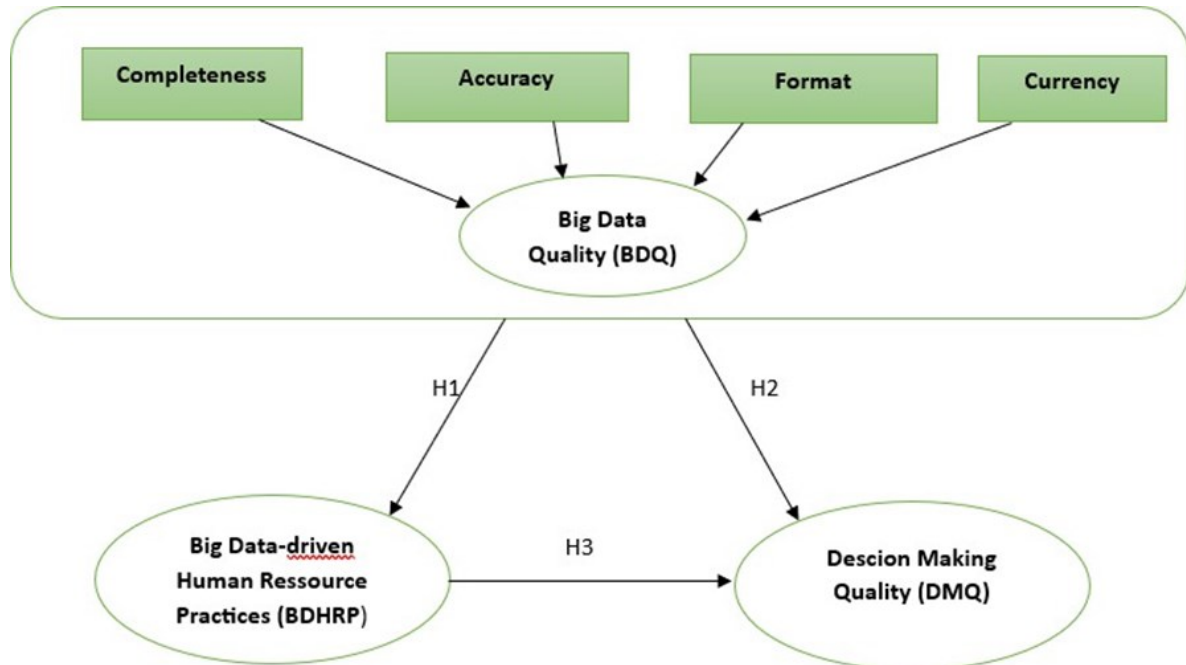 Completeness
Accuracy
Format
Currency
Big Data
Quality (BDQ)
H1
H2
Big Data-driven
Human Ressource
Practices (BDHRP)
H3
Descion Making
Quality (DMQ)